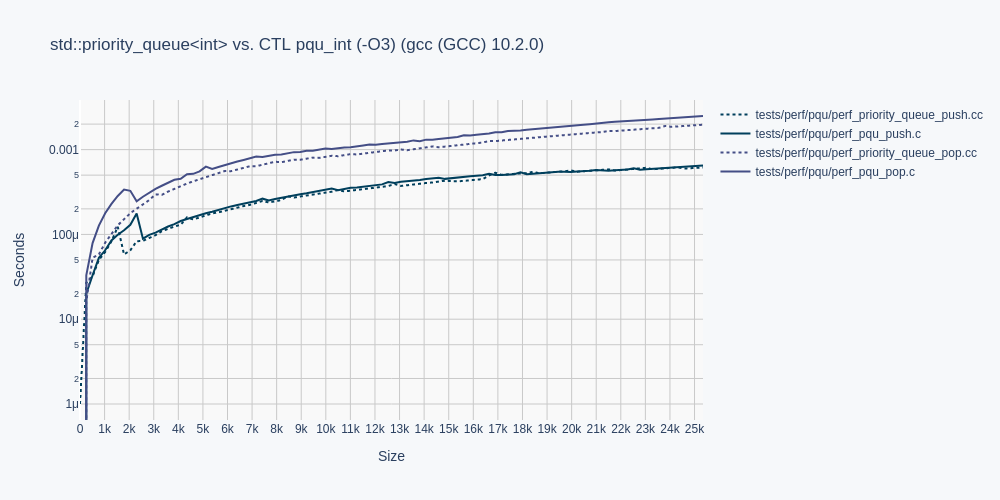 std::priority_queue<int> vs. CTL pqu_int (-O3) (gcc (GCC) 10.2.0)
tests/perf/pqu/perf_priority_queue_push.cc
tests/perf/pqu/perf_pqu_push.c
tests/perf/pqu/perf_priority_queue_pop.cc
tests/perf/pqu/perf_pqu_pop.c
2
0.001
5
2
100μ
5
2
10μ
5
2
1μ
Seconds
0 1k 2k 3k 4k 5k 6k 7k 8k 9k 10k 11k 12k 13k 14k 15k 16k 17k 18k 19k 20k 21k 22k 23k 24k 25k
Size